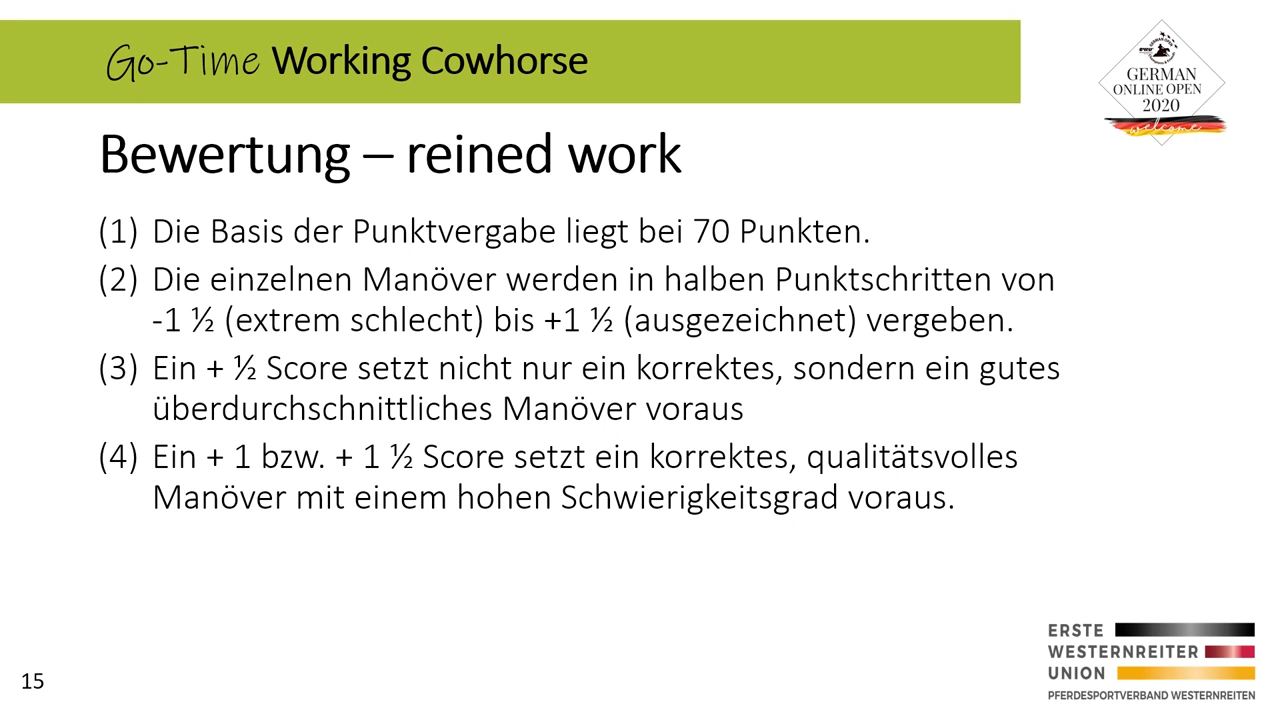 Go-Time Working Cowhorse
GERMAN
ONLINE OPEN
2020
welcome
Bewertung – reined work
(1) Die Basis der Punktvergabe liegt bei 70 Punkten.
(2) Die einzelnen Manöver werden in halben Punktschritten von
-1 ½ (extrem schlecht) bis +1 ½ (ausgezeichnet) vergeben.
(3) Ein + ½ Score setzt nicht nur ein korrektes, sondern ein gutes
überdurchschnittliches Manöver voraus
(4) Ein + 1 bzw. + 1 ½ Score setzt ein korrektes, qualitätsvolles
Manöver mit einem hohen Schwierigkeitsgrad voraus.
ERSTE
WESTERNREITER
UNION
PFERDESPORTVERBAND WESTERNREITEN
15